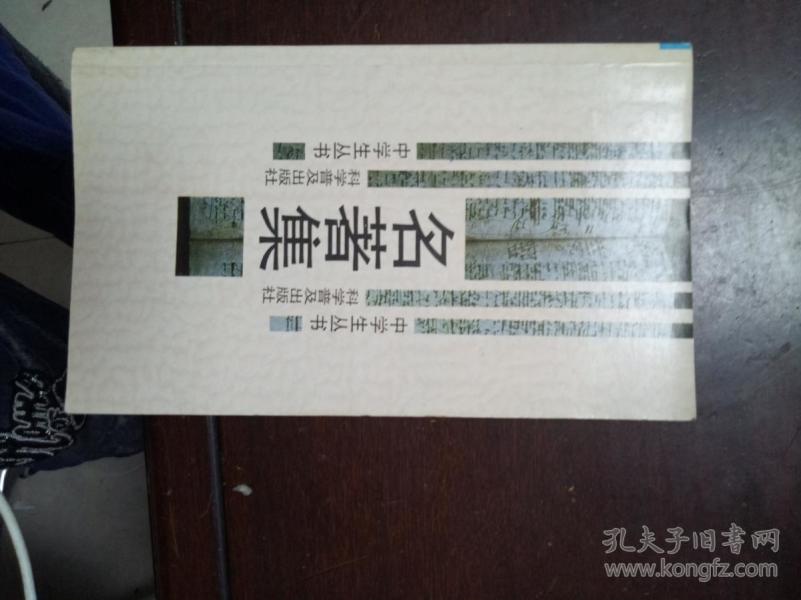 中学生丛书
科学普及出版社
名著集
科学普及出版社
中学生丛书
孔夫子旧书网
www.kongfz.com